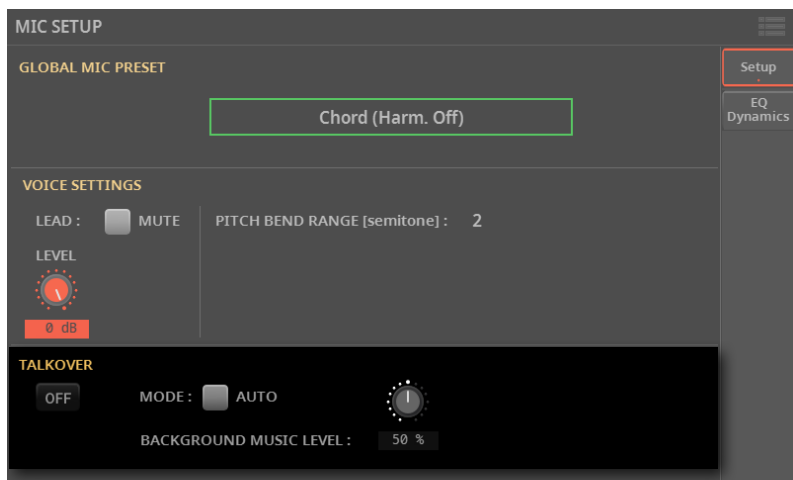 MIC SETUP
GLOBAL MIC PRESET
Chord (Harm. Off)
VOICE SETTINGS
LEAD : MUTE PITCH BEND RANGE [semitone] : 2
LEVEL
0 dB
TALKOVER
OFF MODE : AUTO
BACKGROUND MUSIC LEVEL : 50 %
Setup
EQ
Dynamics